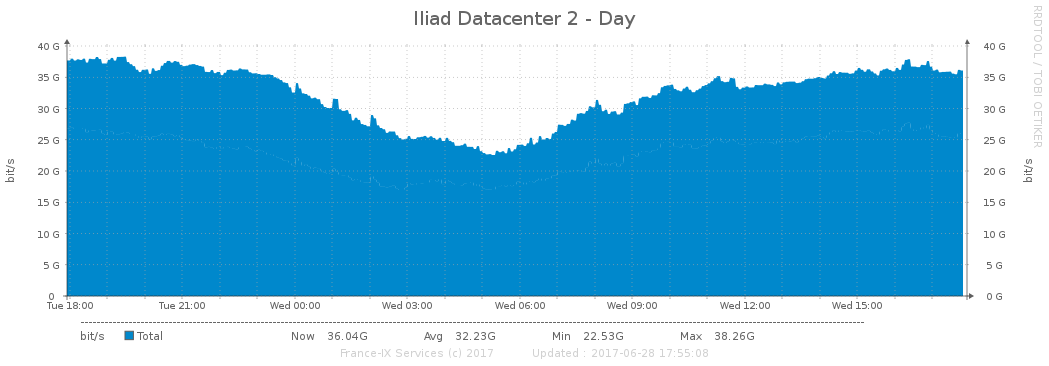 Iliad Datacenter 2 - Day
RRDTOOL / TOBI OETIKER
40 G 40 G
35 G 35 G
30 G 30 G
25 G 25 G
20 G 20 G
15 G 15 G
10 G 10 G
5 G 5 G
0 0 G
bit/s bit/s
Tue 18:00 Tue 21:00 Wed 00:00 Wed 03:00 Wed 06:00 Wed 09:00 Wed 12:00 Wed 15:00
bit/s Total Now 36.04G Avg 32.23G Min 22.53G Max 38.26G
France-IX Services (c) 2017 Updated : 2017-06-28 17:55:08